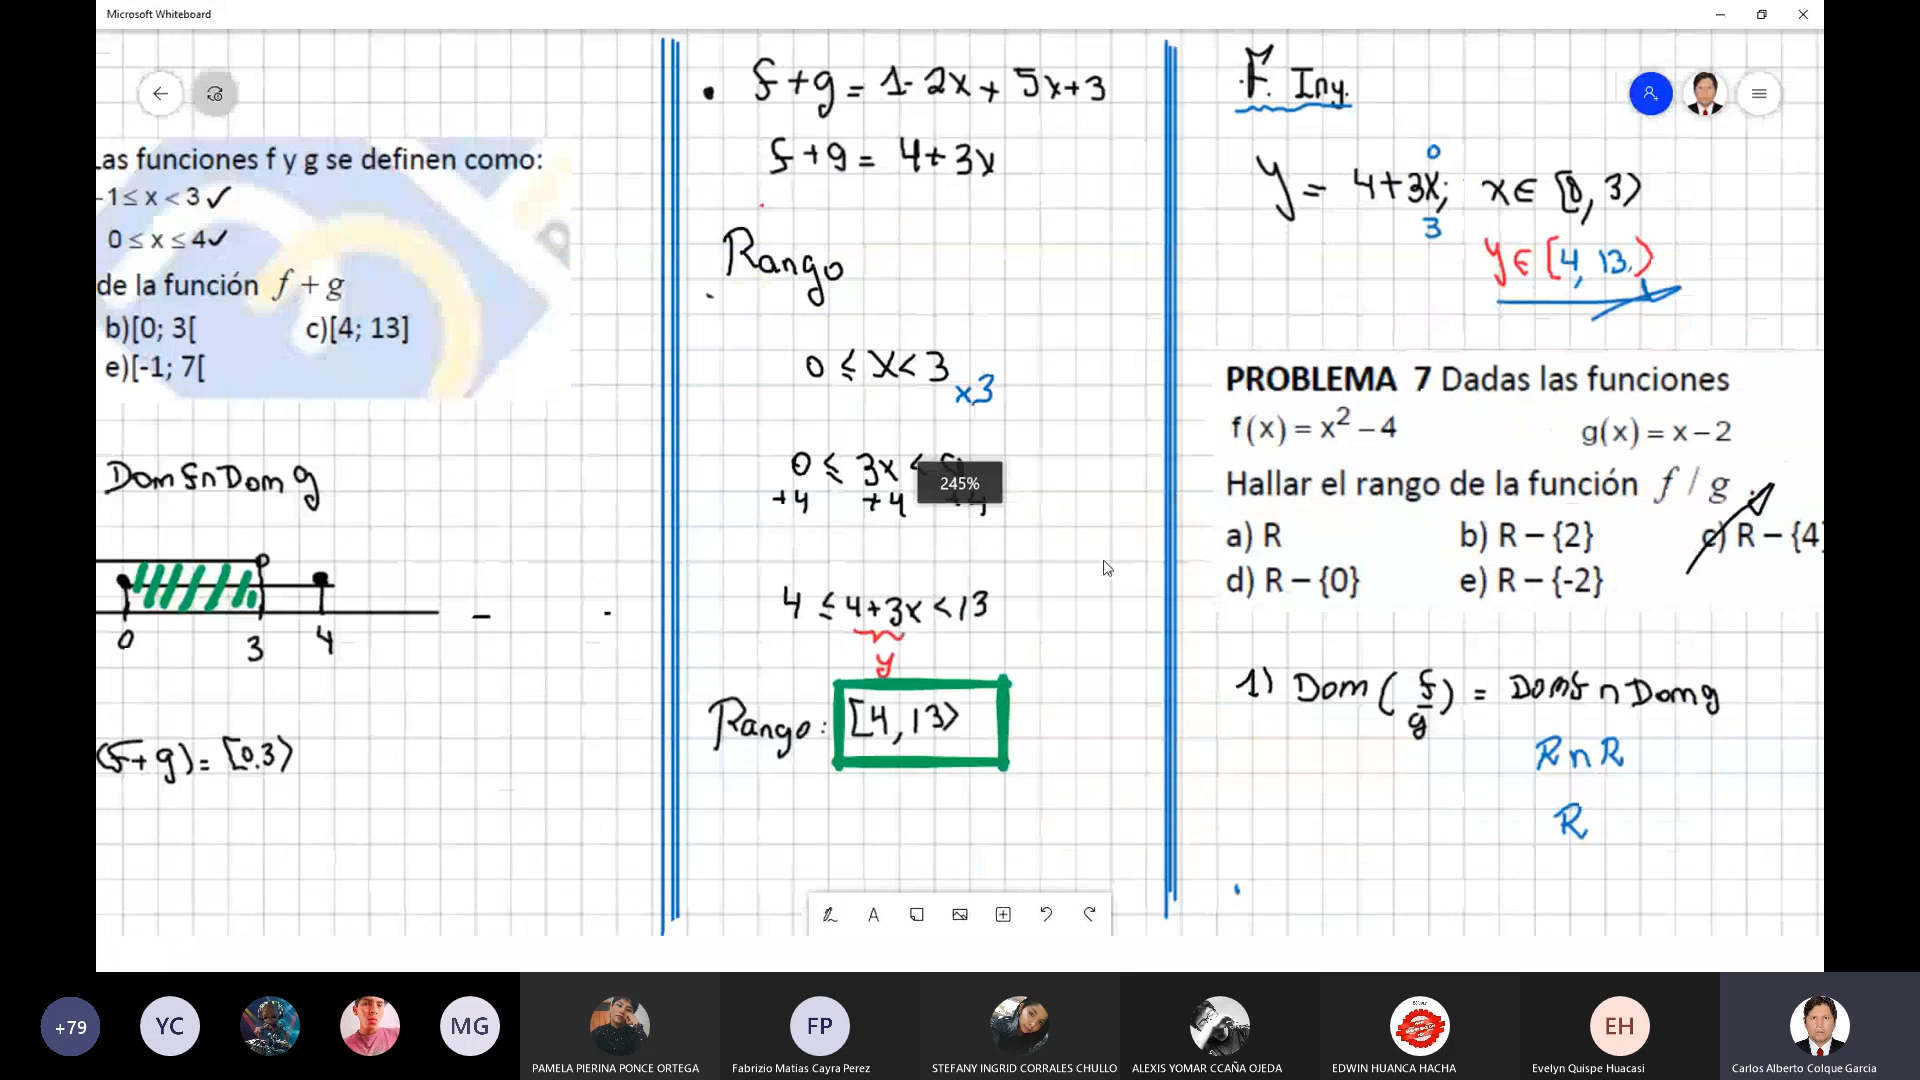 Microsoft Whiteboard
Las funciones f y g se definen como:
-1 ≤ x < 3 ✓
0 ≤ x ≤ 4 ✓
de la función f + g
b)[0; 3[ c)[4; 13]
e)[-1; 7[
Dom f ∩ Dom g
0 3 4
(f+g) = [0.3⟩
• f+g = 1-2x + 5x+3
f+g = 4+3x
Rango
0 ≤ x < 3
x3
0 ≤ 3x <
+4 +4 +4
245%
4 ≤ 4+3x < 13
y
Rango: [4, 13⟩
F. Iny.
0
y = 4+3x; x ∈ [0, 3⟩
3
y ∈ [4, 13⟩
PROBLEMA 7 Dadas las funciones
f(x) = x² – 4 g(x) = x – 2
Hallar el rango de la función f / g
a) R b) R – {2} c) R – {4}
d) R – {0} e) R – {-2}
1) Dom (f/g) = Dom f ∩ Dom g
R ∩ R
R
+79
YC
MG
PAMELA PIERINA PONCE ORTEGA
FP
Fabrizio Matias Cayra Perez
STEFANY INGRID CORRALES CHULLO
ALEXIS YOMAR CCAÑA OJEDA
EDWIN HUANCA HACHA
EH
Evelyn Quispe Huacasi
Carlos Alberto Colque Garcia